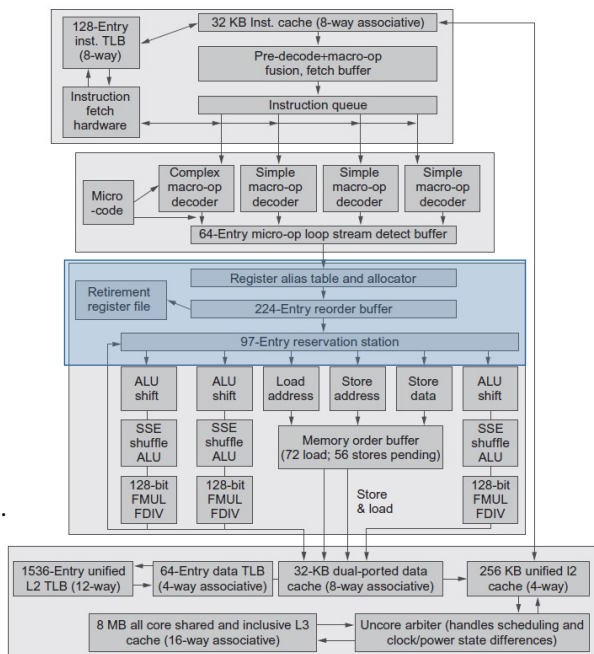 128-Entry
inst. TLB
(8-way)
32 KB Inst. cache (8-way associative)
Pre-decode+macro-op
fusion, fetch buffer
Instruction
fetch
hardware
Instruction queue
Micro
-code
Complex
macro-op
decoder
Simple
macro-op
decoder
Simple
macro-op
decoder
Simple
macro-op
decoder
64-Entry micro-op loop stream detect buffer
Register alias table and allocator
Retirement
register file
224-Entry reorder buffer
97-Entry reservation station
ALU
shift
ALU
shift
Load
address
Store
address
Store
data
ALU
shift
SSE
shuffle
ALU
SSE
shuffle
ALU
Memory order buffer
(72 load; 56 stores pending)
SSE
shuffle
ALU
128-bit
FMUL
FDIV
128-bit
FMUL
FDIV
Store
& load
128-bit
FMUL
FDIV
.
1536-Entry unified
L2 TLB (12-way)
64-Entry data TLB
(4-way associative)
32-KB dual-ported data
cache (8-way associative)
256 KB unified l2
cache (4-way)
8 MB all core shared and inclusive L3
cache (16-way associative)
Uncore arbiter (handles scheduling and
clock/power state differences)